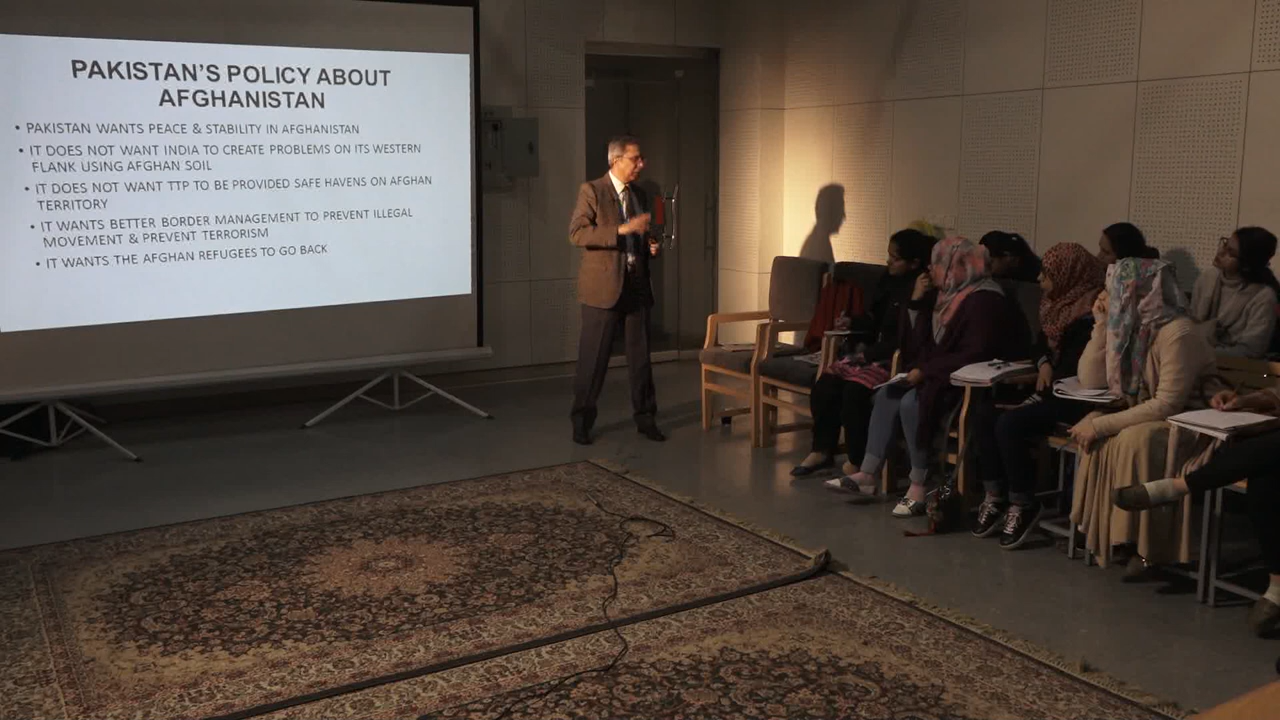 PAKISTAN'S POLICY ABOUT
AFGHANISTAN
• PAKISTAN WANTS PEACE & STABILITY IN AFGHANISTAN
• IT DOES NOT WANT INDIA TO CREATE PROBLEMS ON ITS WESTERN
FLANK USING AFGHAN SOIL
• IT DOES NOT WANT TTP TO BE PROVIDED SAFE HAVENS ON AFGHAN
TERRITORY
• IT WANTS BETTER BORDER MANAGEMENT TO PREVENT ILLEGAL
MOVEMENT & PREVENT TERRORISM
• IT WANTS THE AFGHAN REFUGEES TO GO BACK